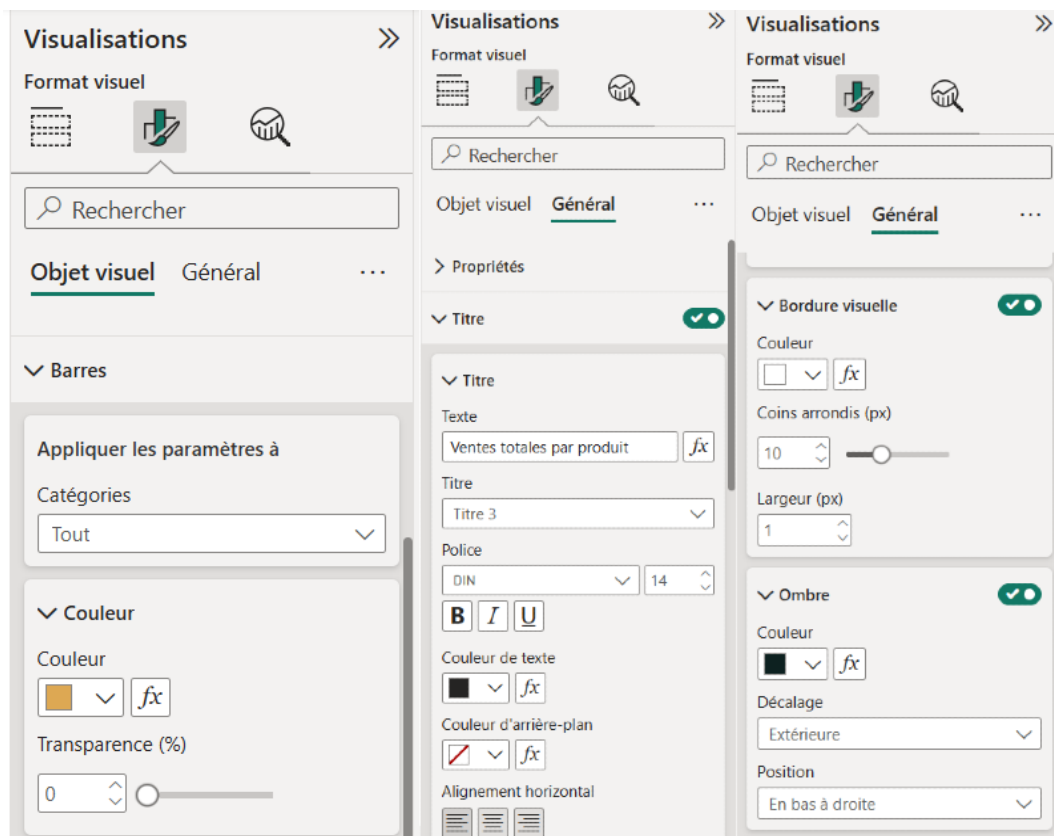 Visualisations
Format visuel
Rechercher
Objet visuel Général
Barres
Appliquer les paramètres à
Catégories
Tout
Couleur
Couleur
fx
Transparence (%)
0
Visualisations
Format visuel
Rechercher
Objet visuel Général
Propriétés
Titre
Titre
Texte
Ventes totales par produit fx
Titre
Titre 3
Police
DIN 14
B I U
Couleur de texte
fx
Couleur d'arrière-plan
fx
Alignement horizontal
Visualisations
Format visuel
Rechercher
Objet visuel Général
Bordure visuelle
Couleur
fx
Coins arrondis (px)
10
Largeur (px)
1
Ombre
Couleur
fx
Décalage
Extérieure
Position
En bas à droite